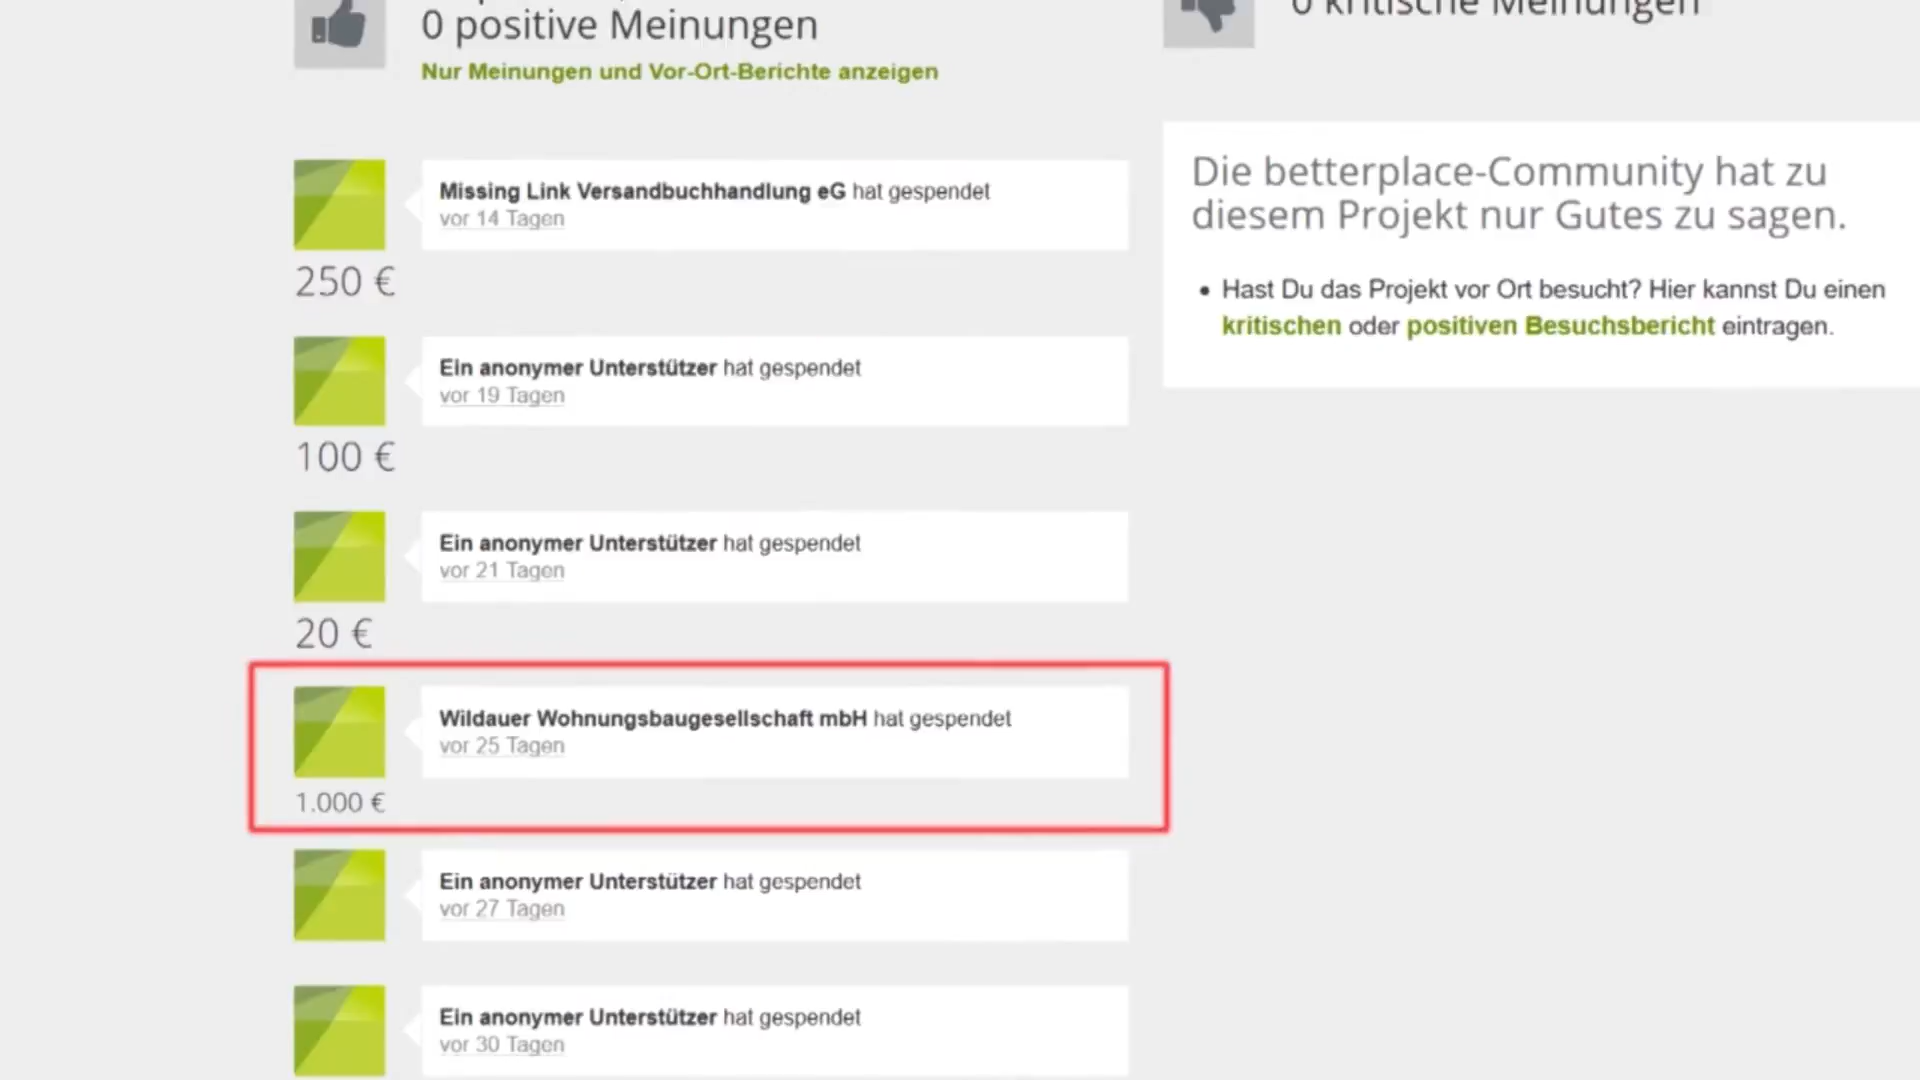 0 positive Meinungen
0 kritische Meinungen
Nur Meinungen und Vor-Ort-Berichte anzeigen
Missing Link Versandbuchhandlung eG hat gespendet
vor 14 Tagen
250 €
Ein anonymer Unterstützer hat gespendet
vor 19 Tagen
100 €
Ein anonymer Unterstützer hat gespendet
vor 21 Tagen
20 €
Wildauer Wohnungsbaugesellschaft mbH hat gespendet
vor 25 Tagen
1.000 €
Ein anonymer Unterstützer hat gespendet
vor 27 Tagen
Ein anonymer Unterstützer hat gespendet
vor 30 Tagen
Die betterplace-Community hat zu
diesem Projekt nur Gutes zu sagen.
• Hast Du das Projekt vor Ort besucht? Hier kannst Du einen
kritischen oder positiven Besuchsbericht eintragen.